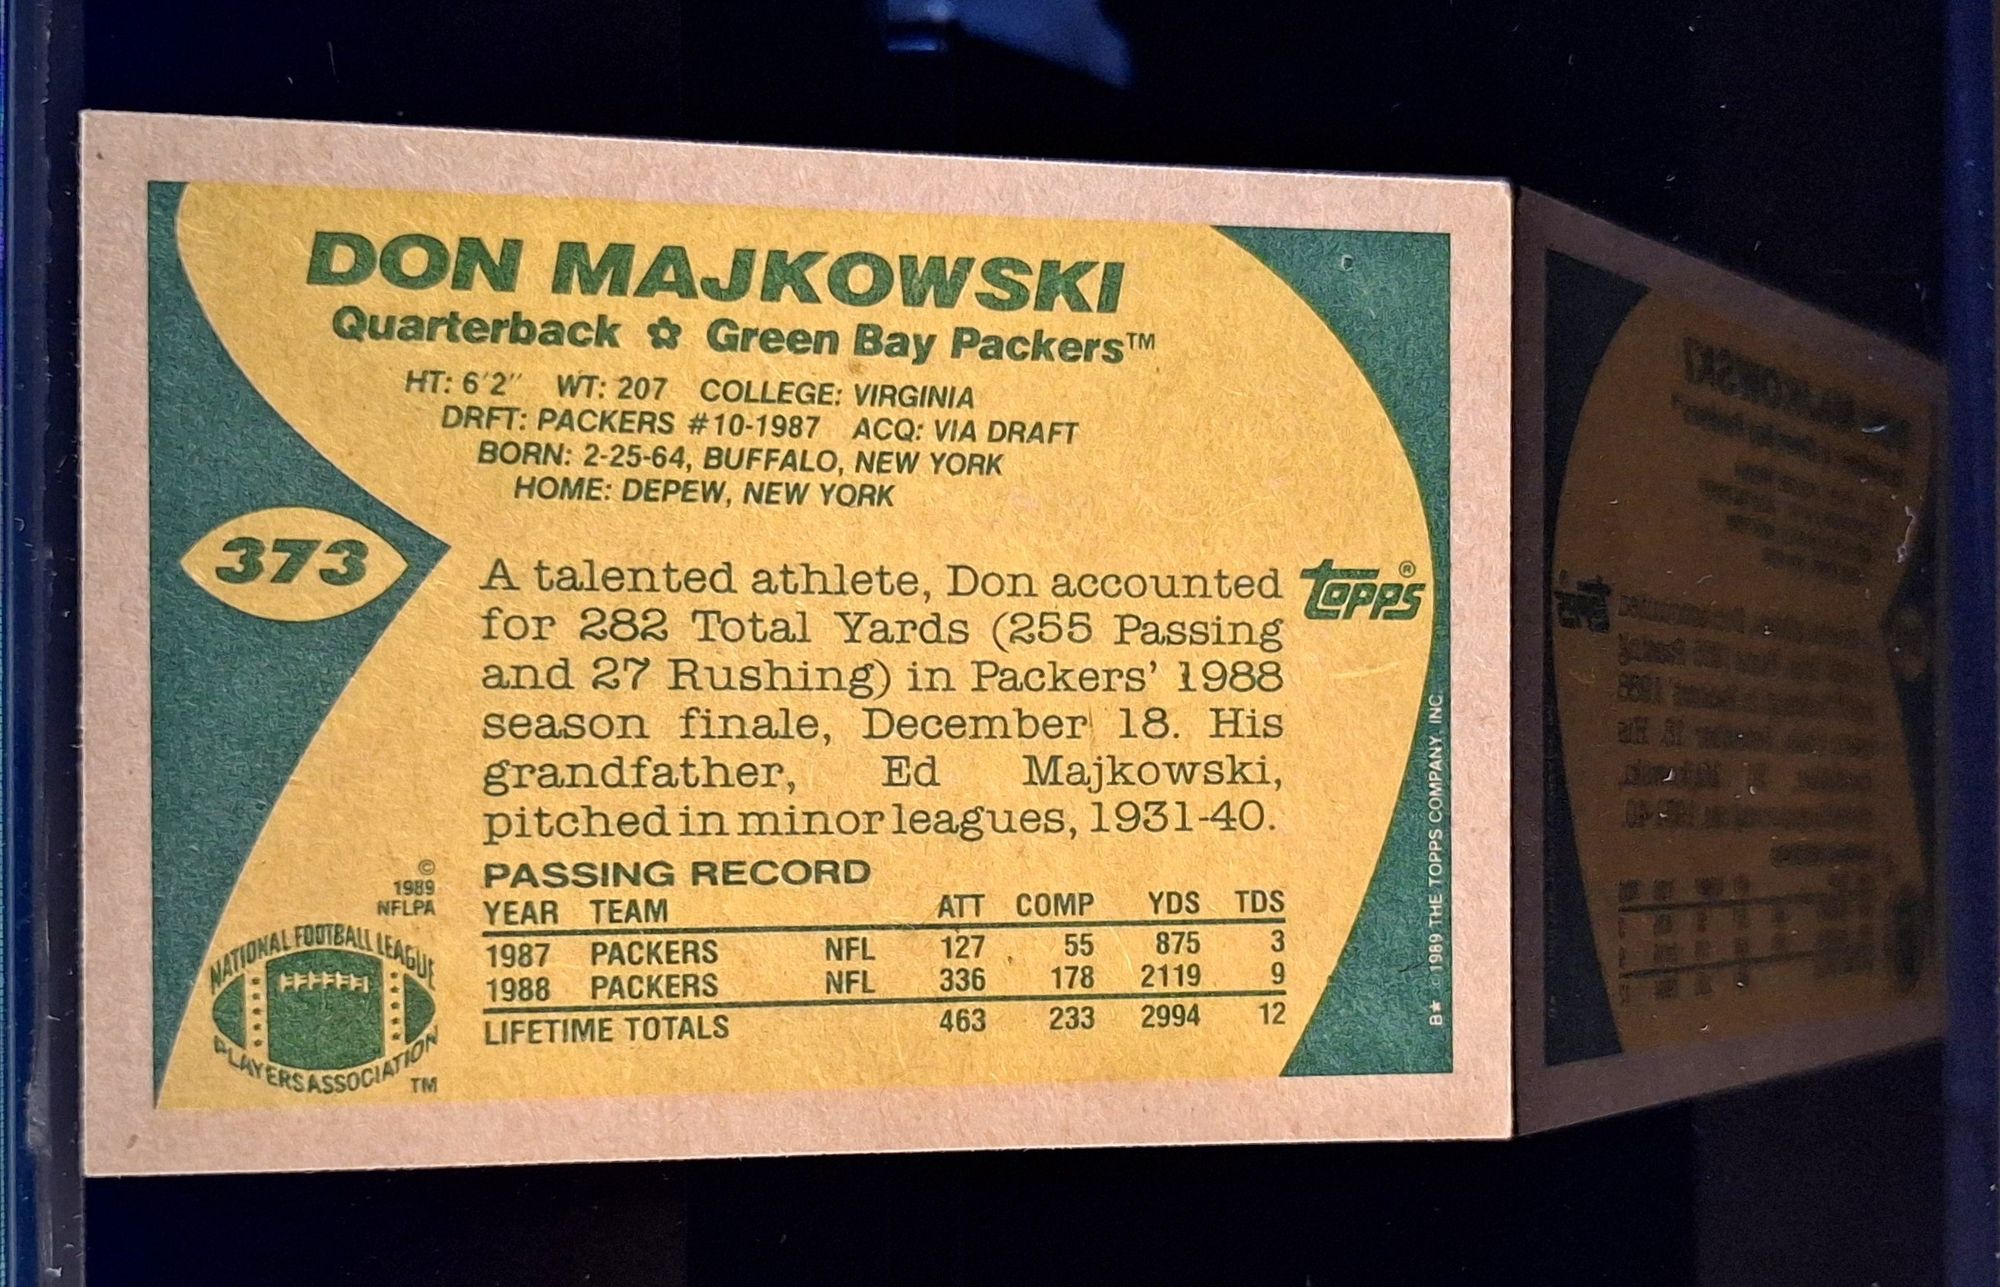 DON MAJKOWSKI
Quarterback ✿ Green Bay Packers™
HT: 6'2" WT: 207 COLLEGE: VIRGINIA
DRFT: PACKERS #10-1987 ACQ: VIA DRAFT
BORN: 2-25-64, BUFFALO, NEW YORK
HOME: DEPEW, NEW YORK
373
A talented athlete, Don accounted
for 282 Total Yards (255 Passing
and 27 Rushing) in Packers' 1988
season finale, December 18. His
grandfather, Ed Majkowski,
pitched in minor leagues, 1931-40.
TOPPS®
PASSING RECORD
YEAR TEAM ATT COMP YDS TDS
1987 PACKERS NFL 127 55 875 3
1988 PACKERS NFL 336 178 2119 9
LIFETIME TOTALS 463 233 2994 12
©
1989
NFLPA
NATIONAL FOOTBALL LEAGUE
PLAYERS ASSOCIATION
TM
B* © 1989 THE TOPPS COMPANY, INC.